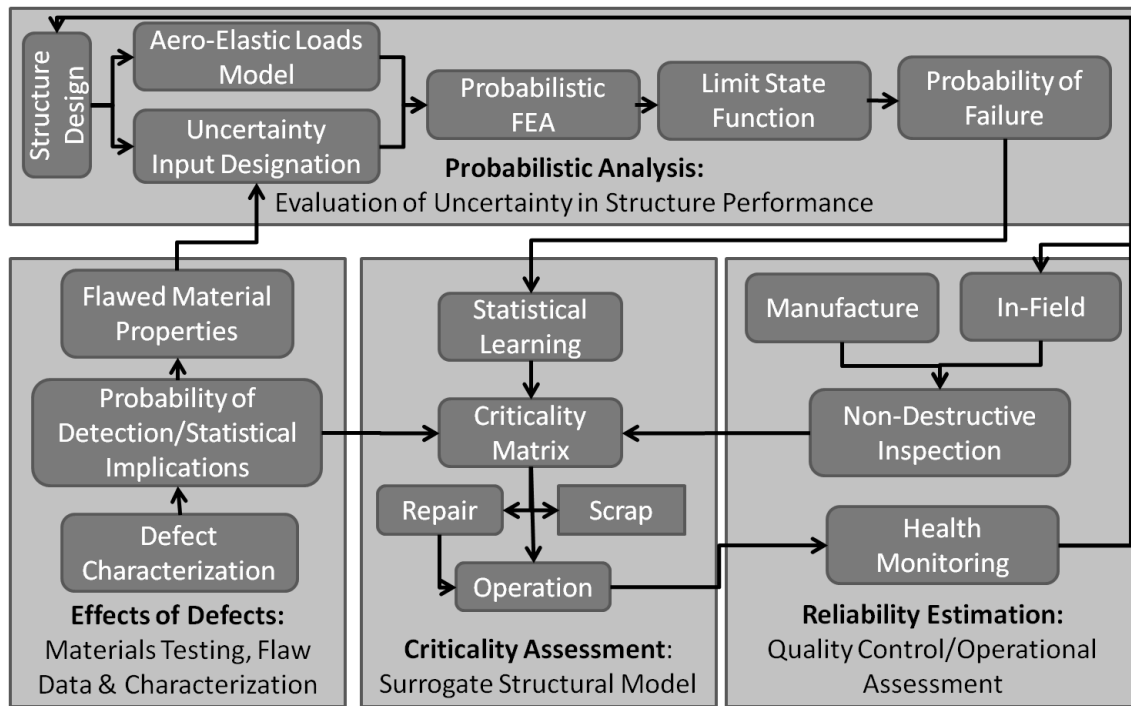 Structure
Design
Aero-Elastic Loads
Model
Uncertainty
Input Designation
Probabilistic
FEA
Limit State
Function
Probability of
Failure
Probabilistic Analysis:
Evaluation of Uncertainty in Structure Performance
Flawed Material
Properties
Probability of
Detection/Statistical
Implications
Defect
Characterization
Effects of Defects:
Materials Testing, Flaw
Data & Characterization
Statistical
Learning
Criticality
Matrix
Repair
Scrap
Operation
Criticality Assessment:
Surrogate Structural Model
Manufacture
In-Field
Non-Destructive
Inspection
Health
Monitoring
Reliability Estimation:
Quality Control/Operational
Assessment